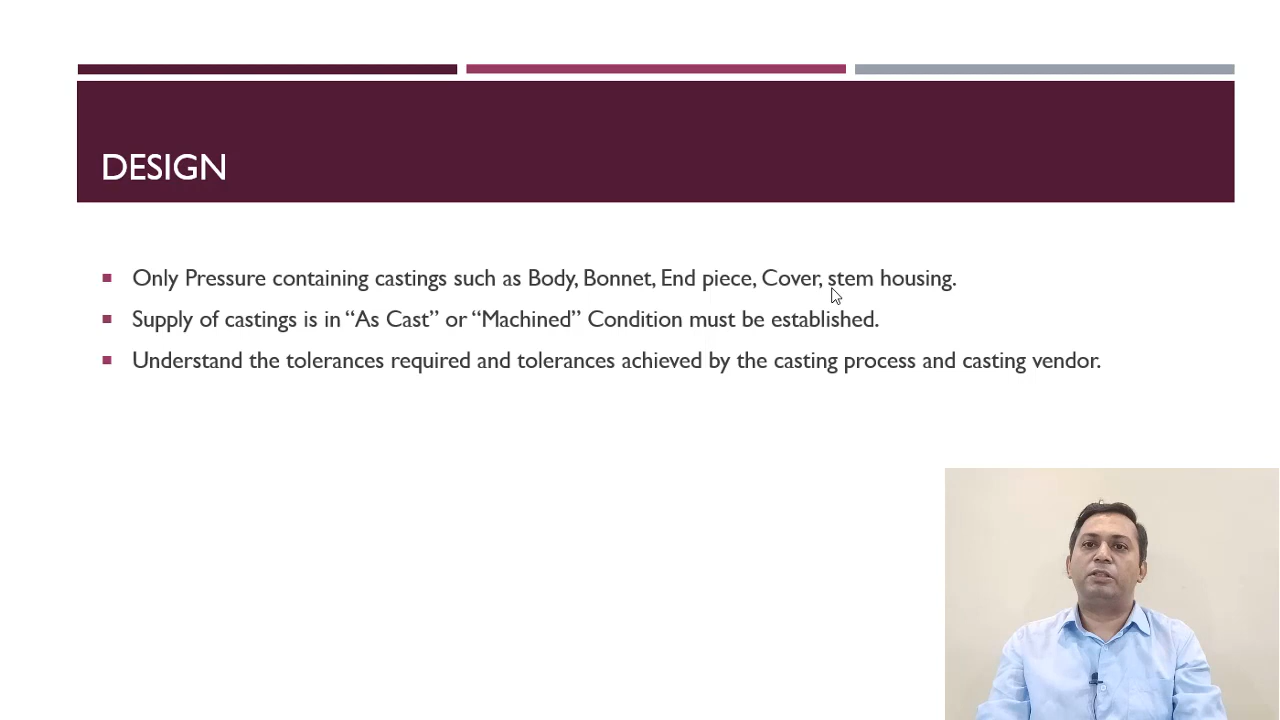 DESIGN
Only Pressure containing castings such as Body, Bonnet, End piece, Cover, stem housing.
Supply of castings is in “As Cast” or “Machined” Condition must be established.
Understand the tolerances required and tolerances achieved by the casting process and casting vendor.